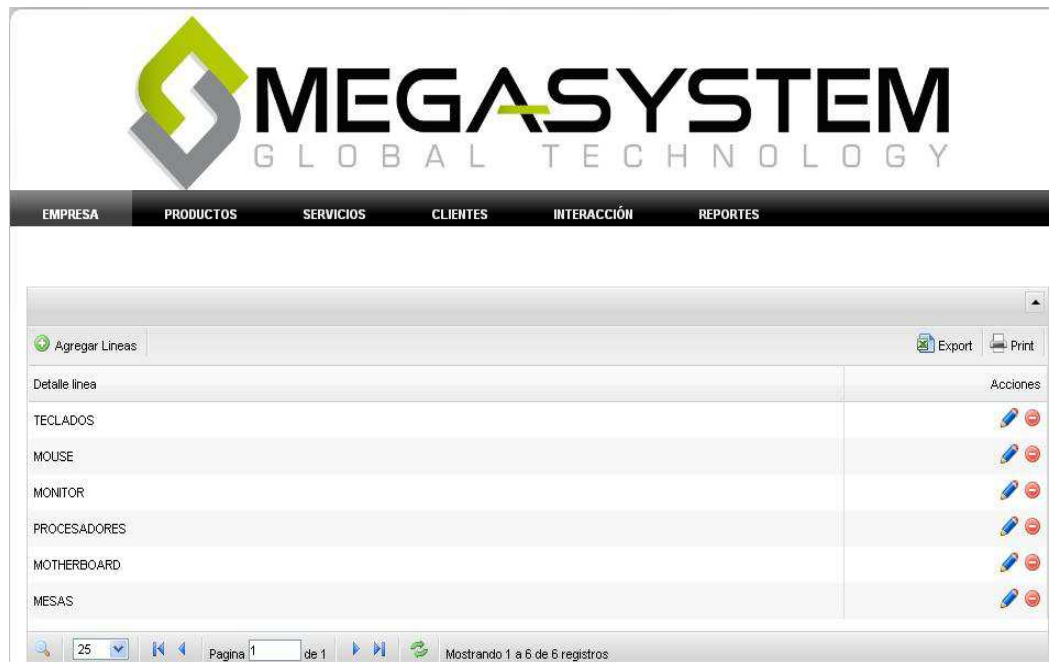 MEGASYSTEM
GLOBAL TECHNOLOGY
EMPRESA PRODUCTOS SERVICIOS CLIENTES INTERACCIÓN REPORTES
Agregar Lineas Export Print
Detalle linea Acciones
TECLADOS
MOUSE
MONITOR
PROCESADORES
MOTHERBOARD
MESAS
25 Pagina 1 de 1 Mostrando 1 a 6 de 6 registros